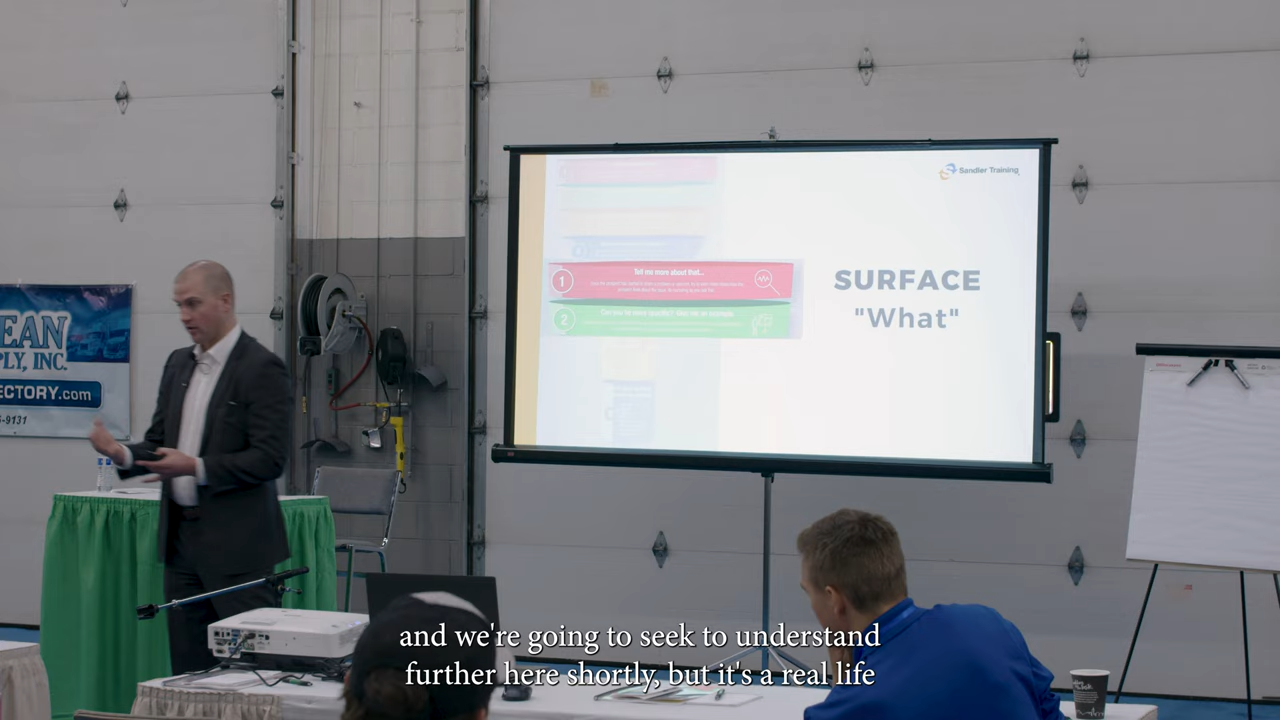 Sandler Training
1
Tell me more about that...
2
Can you be more specific? Give me an example.
SURFACE
"What"
EAN
PLY, INC.
ECTORY.com
-9131
and we're going to seek to understand
further here shortly, but it's a real life